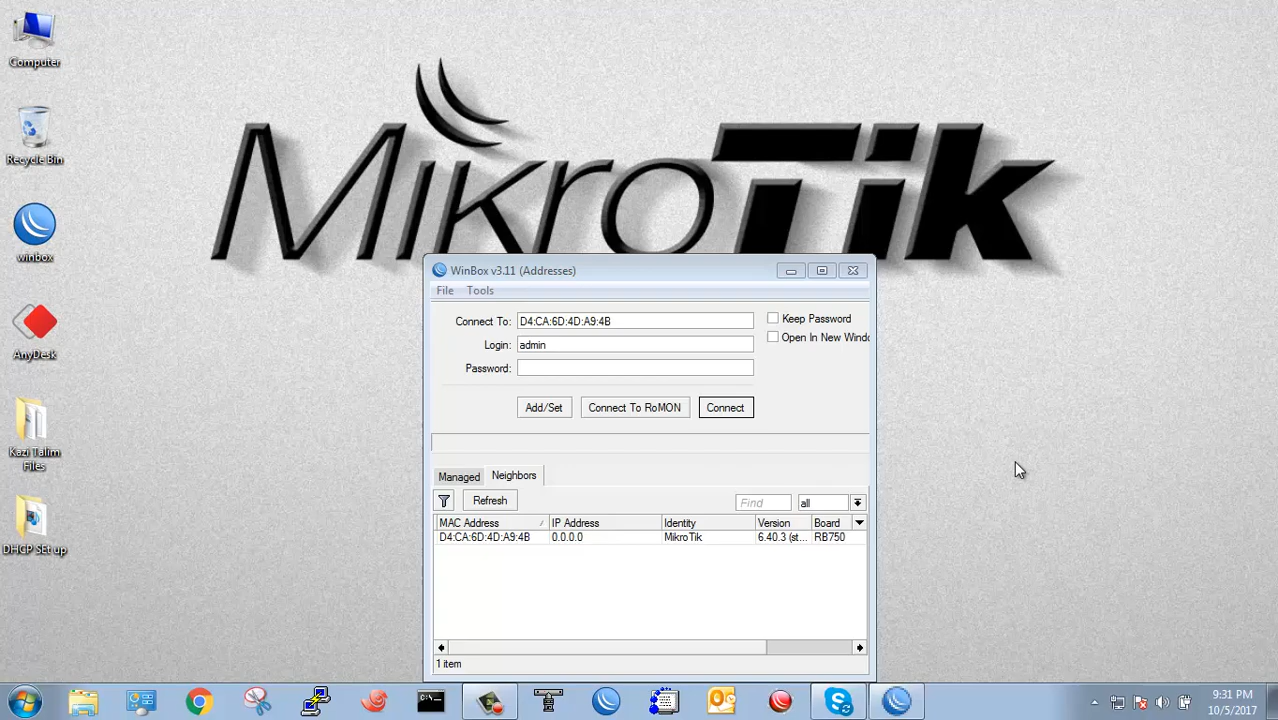 Computer
Recycle Bin
winbox
AnyDesk
Kazi Talim
Files
DHCP SEt up
MikroTik
WinBox v3.11 (Addresses)
File Tools
Connect To: D4:CA:6D:4D:A9:4B
Keep Password
Login: admin
Open In New Windo
Password:
Add/Set Connect To RoMON Connect
Managed Neighbors
Refresh Find all
MAC Address IP Address Identity Version Board
D4:CA:6D:4D:A9:4B 0.0.0.0 MikroTik 6.40.3 (st... RB750
1 item
9:31 PM
10/5/2017